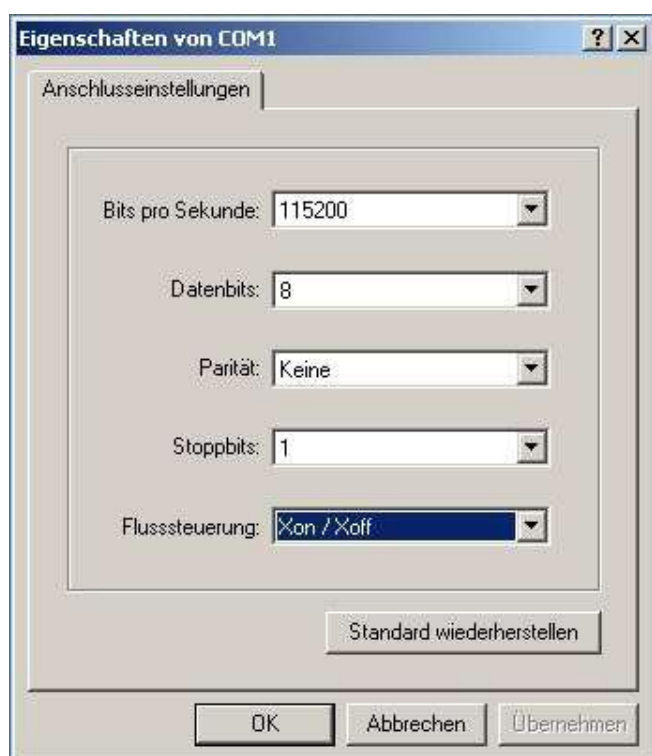 Eigenschaften von COM1
Anschlusseinstellungen
Bits pro Sekunde: 115200
Datenbits: 8
Parität: Keine
Stoppbits: 1
Flusssteuerung: Xon / Xoff
Standard wiederherstellen
OK Abbrechen Übernehmen